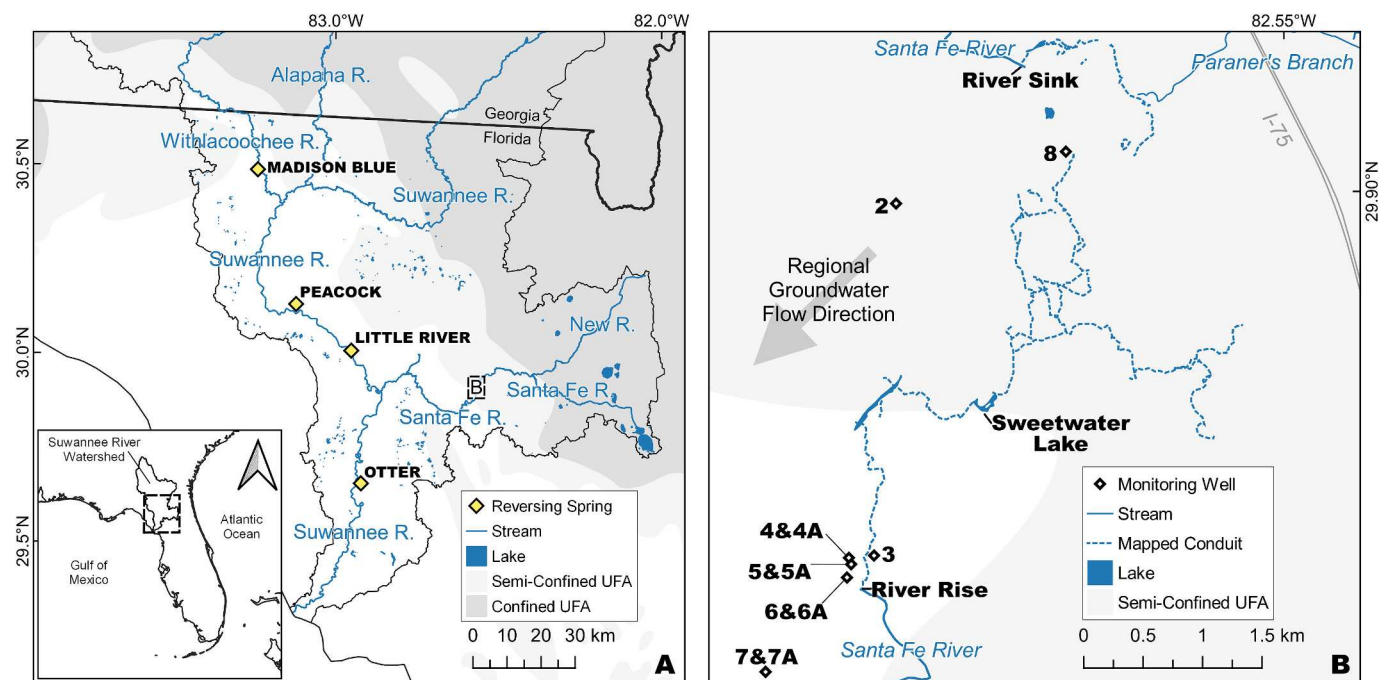 83.0°W
82.0°W
30.5°N
30.0°N
29.5°N
Alapaha R.
Georgia
Florida
Withlacoochee R.
MADISON BLUE
Suwannee R.
Suwannee R.
PEACOCK
LITTLE RIVER
New R.
B
Santa Fe R.
Santa Fe R.
OTTER
Suwannee R.
Suwannee River
Watershed
Atlantic
Ocean
Gulf of
Mexico
Reversing Spring
Stream
Lake
Semi-Confined UFA
Confined UFA
0 10 20 30 km
A
82.55°W
29.90°N
Santa Fe River
River Sink
Paraner's Branch
I-75
8
2
Regional
Groundwater
Flow Direction
Sweetwater
Lake
4&4A
3
5&5A
6&6A
River Rise
Santa Fe River
7&7A
Monitoring Well
Stream
Mapped Conduit
Lake
Semi-Confined UFA
0 0.5 1 1.5 km
B